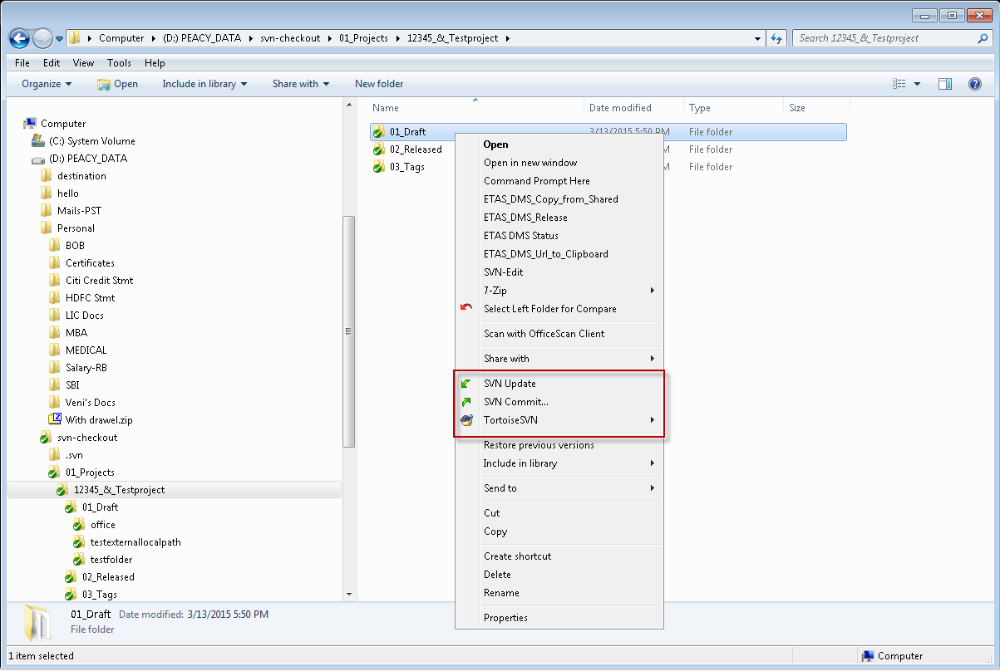 Computer (D:) PEACY_DATA svn-checkout 01_Projects 12345_&_Testproject
Search 12345_&_Testproject
File Edit View Tools Help
Organize Open Include in library Share with New folder
Computer
(C:) System Volume
(D:) PEACY_DATA
destination
hello
Mails-PST
Personal
BOB
Certificates
Citi Credit Stmt
HDFC Stmt
LIC Docs
MBA
MEDICAL
Salary-RB
SBI
Veni's Docs
With drawel.zip
svn-checkout
.svn
01_Projects
12345_&_Testproject
01_Draft
office
testexternallocalpath
testfolder
02_Released
03_Tags
Name Date modified Type Size
01_Draft 3/13/2015 5:50 PM File folder
02_Released M File folder
03_Tags M File folder
Open
Open in new window
Command Prompt Here
ETAS_DMS_Copy_from_Shared
ETAS_DMS_Release
ETAS DMS Status
ETAS_DMS_Url_to_Clipboard
SVN-Edit
7-Zip
Select Left Folder for Compare
Scan with OfficeScan Client
Share with
SVN Update
SVN Commit...
TortoiseSVN
Restore previous versions
Include in library
Send to
Cut
Copy
Create shortcut
Delete
Rename
Properties
01_Draft Date modified: 3/13/2015 5:50 PM
File folder
1 item selected
Computer